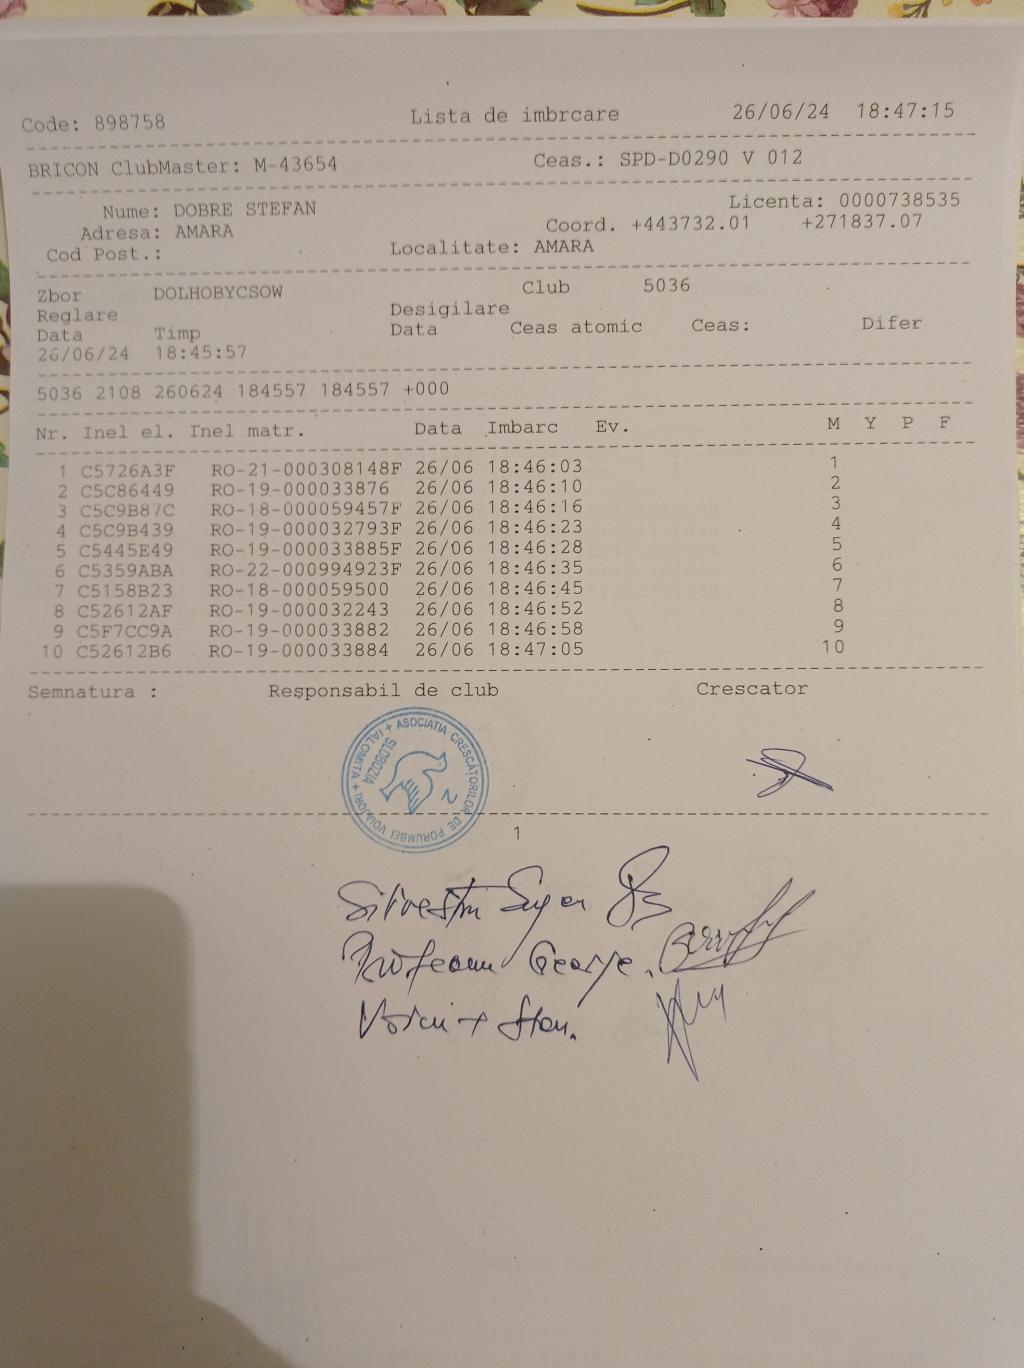 Code: 898758 Lista de imbrcare 26/06/24 18:47:15
BRICON ClubMaster: M-43654 Ceas.: SPD-D0290 V 012
Nume: DOBRE STEFAN Licenta: 0000738535
Adresa: AMARA Coord. +443732.01 +271837.07
Cod Post.: Localitate: AMARA
Zbor DOLHOBYCSOW Club 5036
Reglare Desigilare
Data Timp Data Ceas atomic Ceas: Difer
26/06/24 18:45:57
5036 2108 260624 184557 184557 +000
Nr. Inel el. Inel matr. Data Imbarc Ev. M Y P F
1 C5726A3F RO-21-000308148F 26/06 18:46:03 1
2 C5C86449 RO-19-000033876 26/06 18:46:10 2
3 C5C9B87C RO-18-000059457F 26/06 18:46:16 3
4 C5C9B439 RO-19-000032793F 26/06 18:46:23 4
5 C5445E49 RO-19-000033885F 26/06 18:46:28 5
6 C5359ABA RO-22-000994923F 26/06 18:46:35 6
7 C5158B23 RO-18-000059500 26/06 18:46:45 7
8 C52612AF RO-19-000032243 26/06 18:46:52 8
9 C5F7CC9A RO-19-000033882 26/06 18:46:58 9
10 C52612B6 RO-19-000033884 26/06 18:47:05 10
Semnatura : Responsabil de club Crescator
ASOCIATIA CRESCĂTORILOR DE PORUMBEI VOIAJORI + IALOMITA +
SLOBOZIA
2
1
Silvestru
George.
Stan.